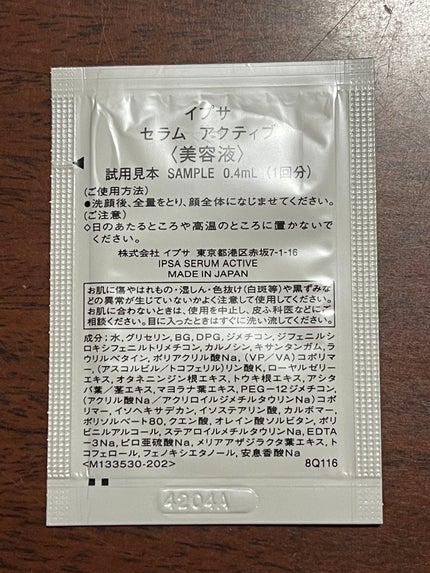 イプサ
セラム アクティブ
〈美容液〉
試用見本 SAMPLE 0.4mL (1回分)
〈ご使用方法〉
●洗顔後、全量をとり、顔全体になじませてください。
〈ご注意〉
◇日のあたるところや高温のところに置かないで
ください。
株式会社 イプサ 東京都港区赤坂7-1-16
IPSA SERUM ACTIVE
MADE IN JAPAN
お肌に傷やはれもの・湿しん・色抜け(白斑等)や黒ずみな
どの異常が生じていないかよく注意して使用してください。
お肌に合わないときは、使用を中止し、皮ふ科医などにご
相談ください。目に入ったときはすぐに洗い流してください。
成分:水、グリセリン、BG、DPG、ジメチコン、ジフェニルシ
ロキシフェニルトリメチコン、カルノシン、キサンタンガム、ラ
ウリルベタイン、ポリアクリル酸Na、(VP/VA)コポリマ
ー、(アスコルビル/トコフェリル)リン酸K、ローヤルゼリー
エキス、オタネニンジン根エキス、トウキ根エキス、アシタ
バ葉/茎エキス、マヨラナ葉エキス、PEG-12ジメチコン、
(アクリル酸Na/アクリロイルジメチルタウリンNa)コポ
リマー、イソヘキサデカン、イソステアリン酸、カルボマー、
ポリソルベート80、クエン酸、オレイン酸ソルビタン、ポリ
ビニルアルコール、ステアロイルメチルタウリンNa、EDTA
-3Na、ピロ亜硫酸Na、メリアアザジラクタ葉エキス、ト
コフェロール、フェノキシエタノール、安息香酸Na
<M133530-202> 8Q116
4204A